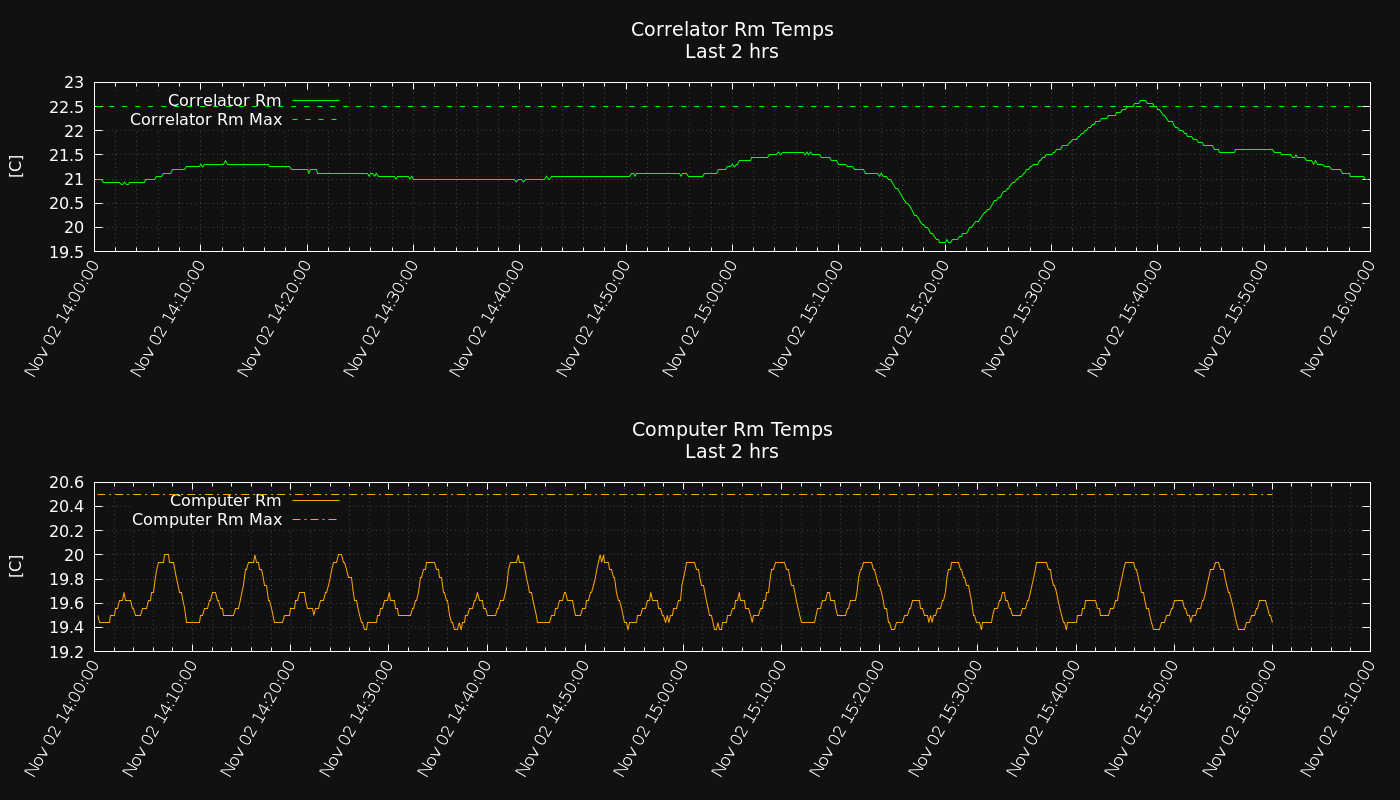 Correlator Rm Temps
Last 2 hrs
23
22.5
22
21.5
21
20.5
20
19.5
[C]
Correlator Rm
Correlator Rm Max
Nov 02 14:00:00
Nov 02 14:10:00
Nov 02 14:20:00
Nov 02 14:30:00
Nov 02 14:40:00
Nov 02 14:50:00
Nov 02 15:00:00
Nov 02 15:10:00
Nov 02 15:20:00
Nov 02 15:30:00
Nov 02 15:40:00
Nov 02 15:50:00
Nov 02 16:00:00
Computer Rm Temps
Last 2 hrs
20.6
20.4
20.2
20
19.8
19.6
19.4
19.2
[C]
Computer Rm
Computer Rm Max
Nov 02 14:00:00
Nov 02 14:10:00
Nov 02 14:20:00
Nov 02 14:30:00
Nov 02 14:40:00
Nov 02 14:50:00
Nov 02 15:00:00
Nov 02 15:10:00
Nov 02 15:20:00
Nov 02 15:30:00
Nov 02 15:40:00
Nov 02 15:50:00
Nov 02 16:00:00
Nov 02 16:10:00